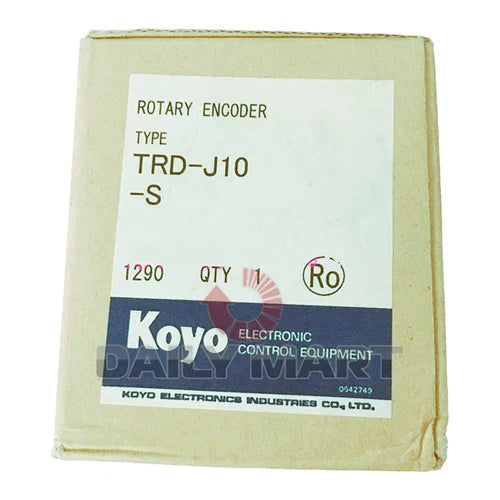 ROTARY ENCODER
TYPE
TRD-J10
-S
1290 QTY 1 Ro
Koyo ELECTRONIC
CONTROL EQUIPMENT
DAILY MART
0642749
KOYO ELECTRONICS INDUSTRIES CO., LTD.